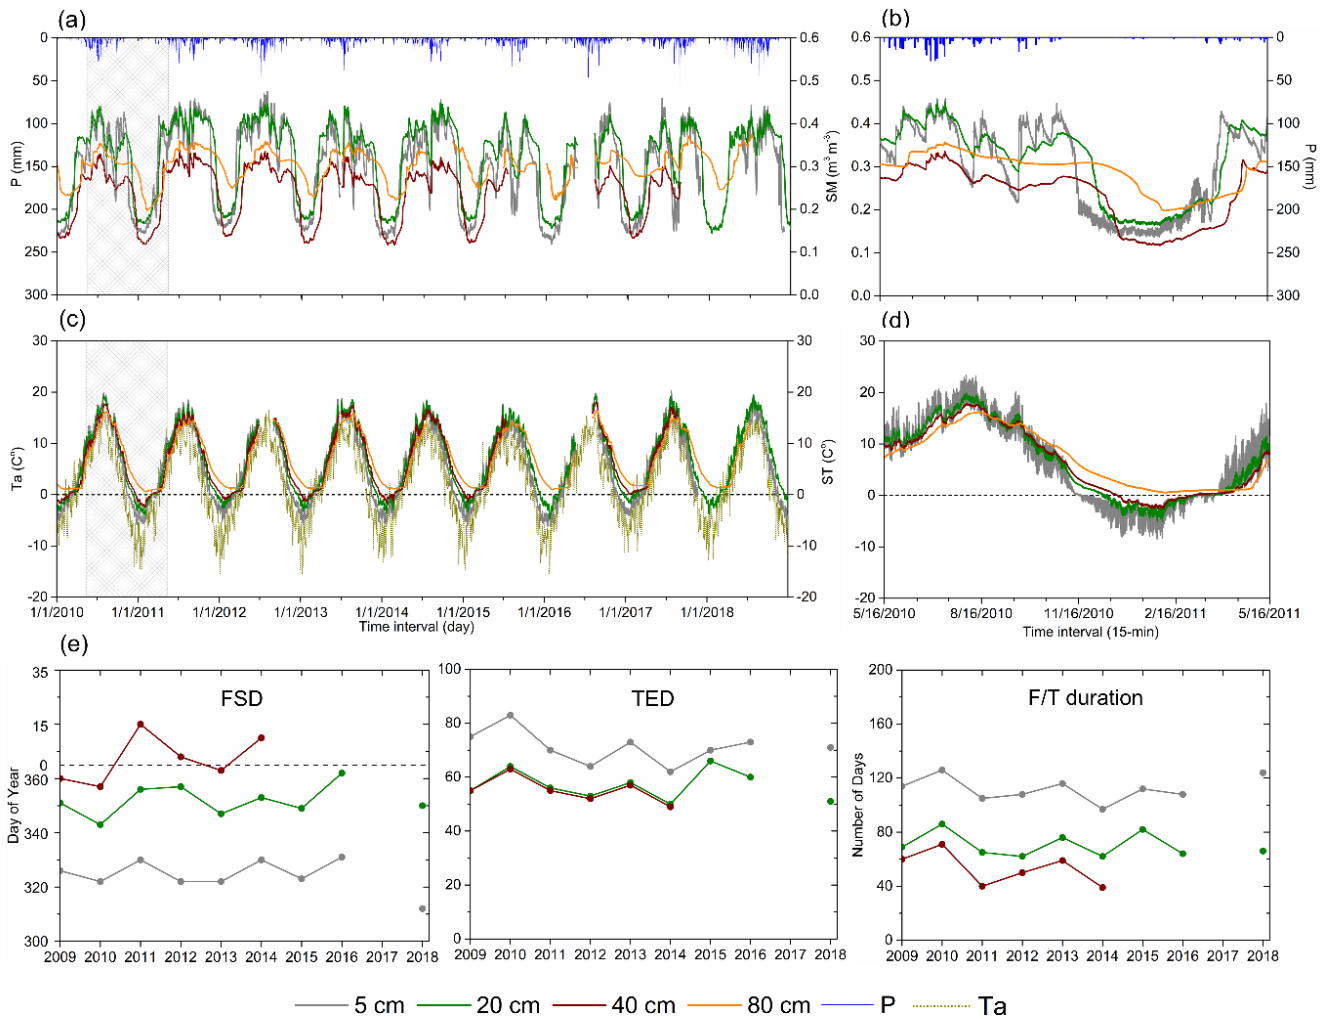 (a)
(b)
0
50
100
150
200
250
300
P (mm)
0.6
0.5
0.4
0.3
0.2
0.1
0.0
SM (m³ m⁻³)
0.6
0.5
0.4
0.3
0.2
0.1
0.0
0
50
100
150
200
250
300
P (mm)
(c)
(d)
30
20
10
0
-10
-20
Ta (C°)
30
20
10
0
-10
-20
ST (C°)
30
20
10
0
-10
-20
1/1/2010 1/1/2011 1/1/2012 1/1/2013 1/1/2014 1/1/2015 1/1/2016 1/1/2017 1/1/2018
Time interval (day)
5/16/2010 8/16/2010 11/16/2010 2/16/2011 5/16/2011
Time interval (15-min)
(e)
FSD
35
15
0
360
340
320
300
Day of Year
2009 2010 2011 2012 2013 2014 2015 2016 2018
TED
100
80
60
40
20
0
2009 2010 2011 2012 2013 2014 2015 2016 2018
F/T duration
200
160
120
80
40
0
Number of Days
2009 2010 2011 2012 2013 2014 2015 2016 2018
5 cm 20 cm 40 cm 80 cm P Ta